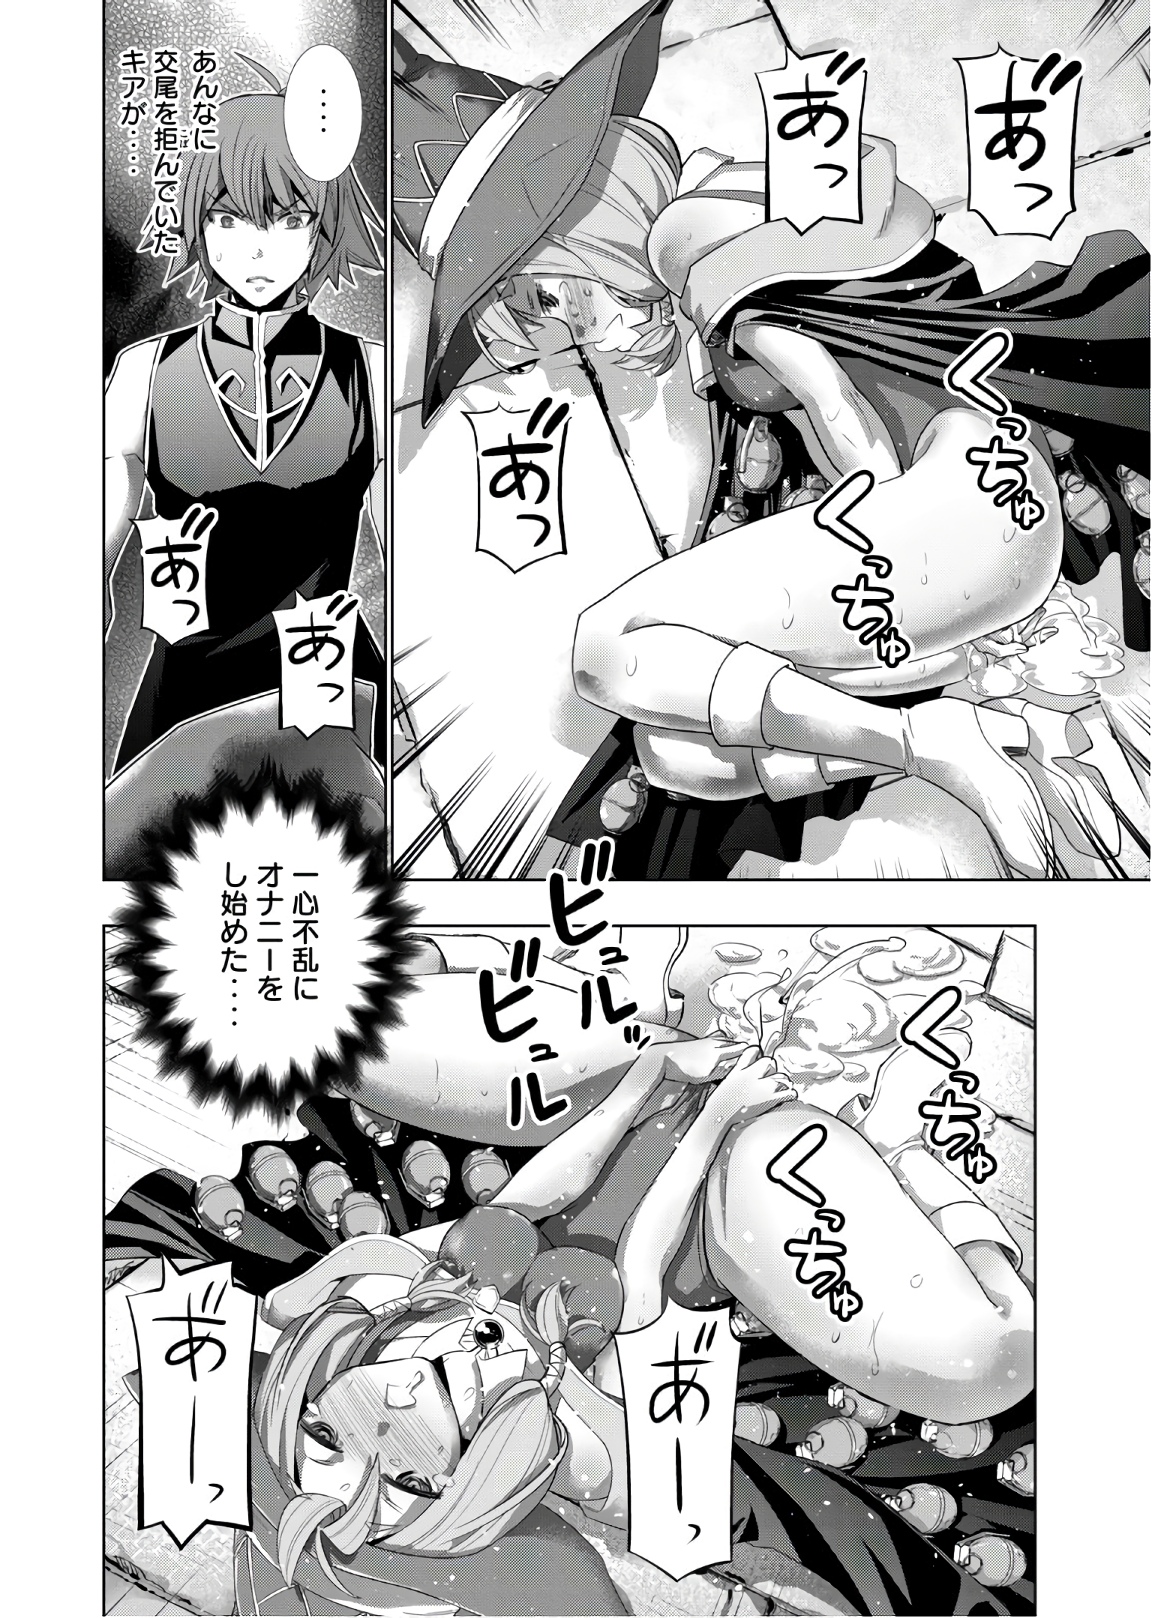 あっ
あっ
くっちゅ
くっちゅ
あっ
‥‥
あんなに
交尾を拒んでいた
こば
キアが‥‥
あっ
あっ
一心不乱に
オナニーを
し始めた‥‥
ビュル
ビュル
くっちゅ
くっちゅ
あーっ
あーっ